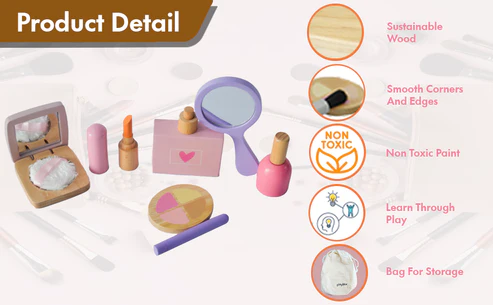 Product Detail
Sustainable
Wood
Smooth Corners
And Edges
NON
TOXIC
Non Toxic Paint
Learn Through
Play
Bag For Storage